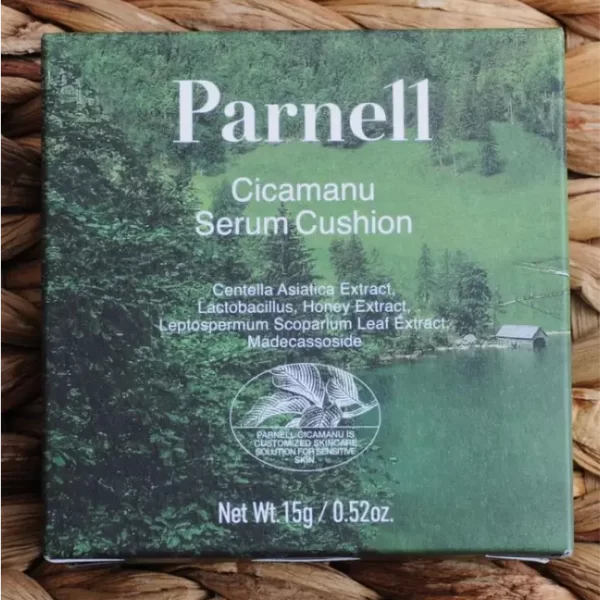 Parnell
Cicamanu
Serum Cushion
Centella Asiatica Extract,
Lactobacillus, Honey Extract,
Leptospermum Scoparium Leaf Extract,
Madecassoside
PARNELL CICAMANU IS
CUSTOMIZED SKINCARE
SOLUTION FOR SENSITIVE
SKIN
Net Wt. 15g / 0.52oz.